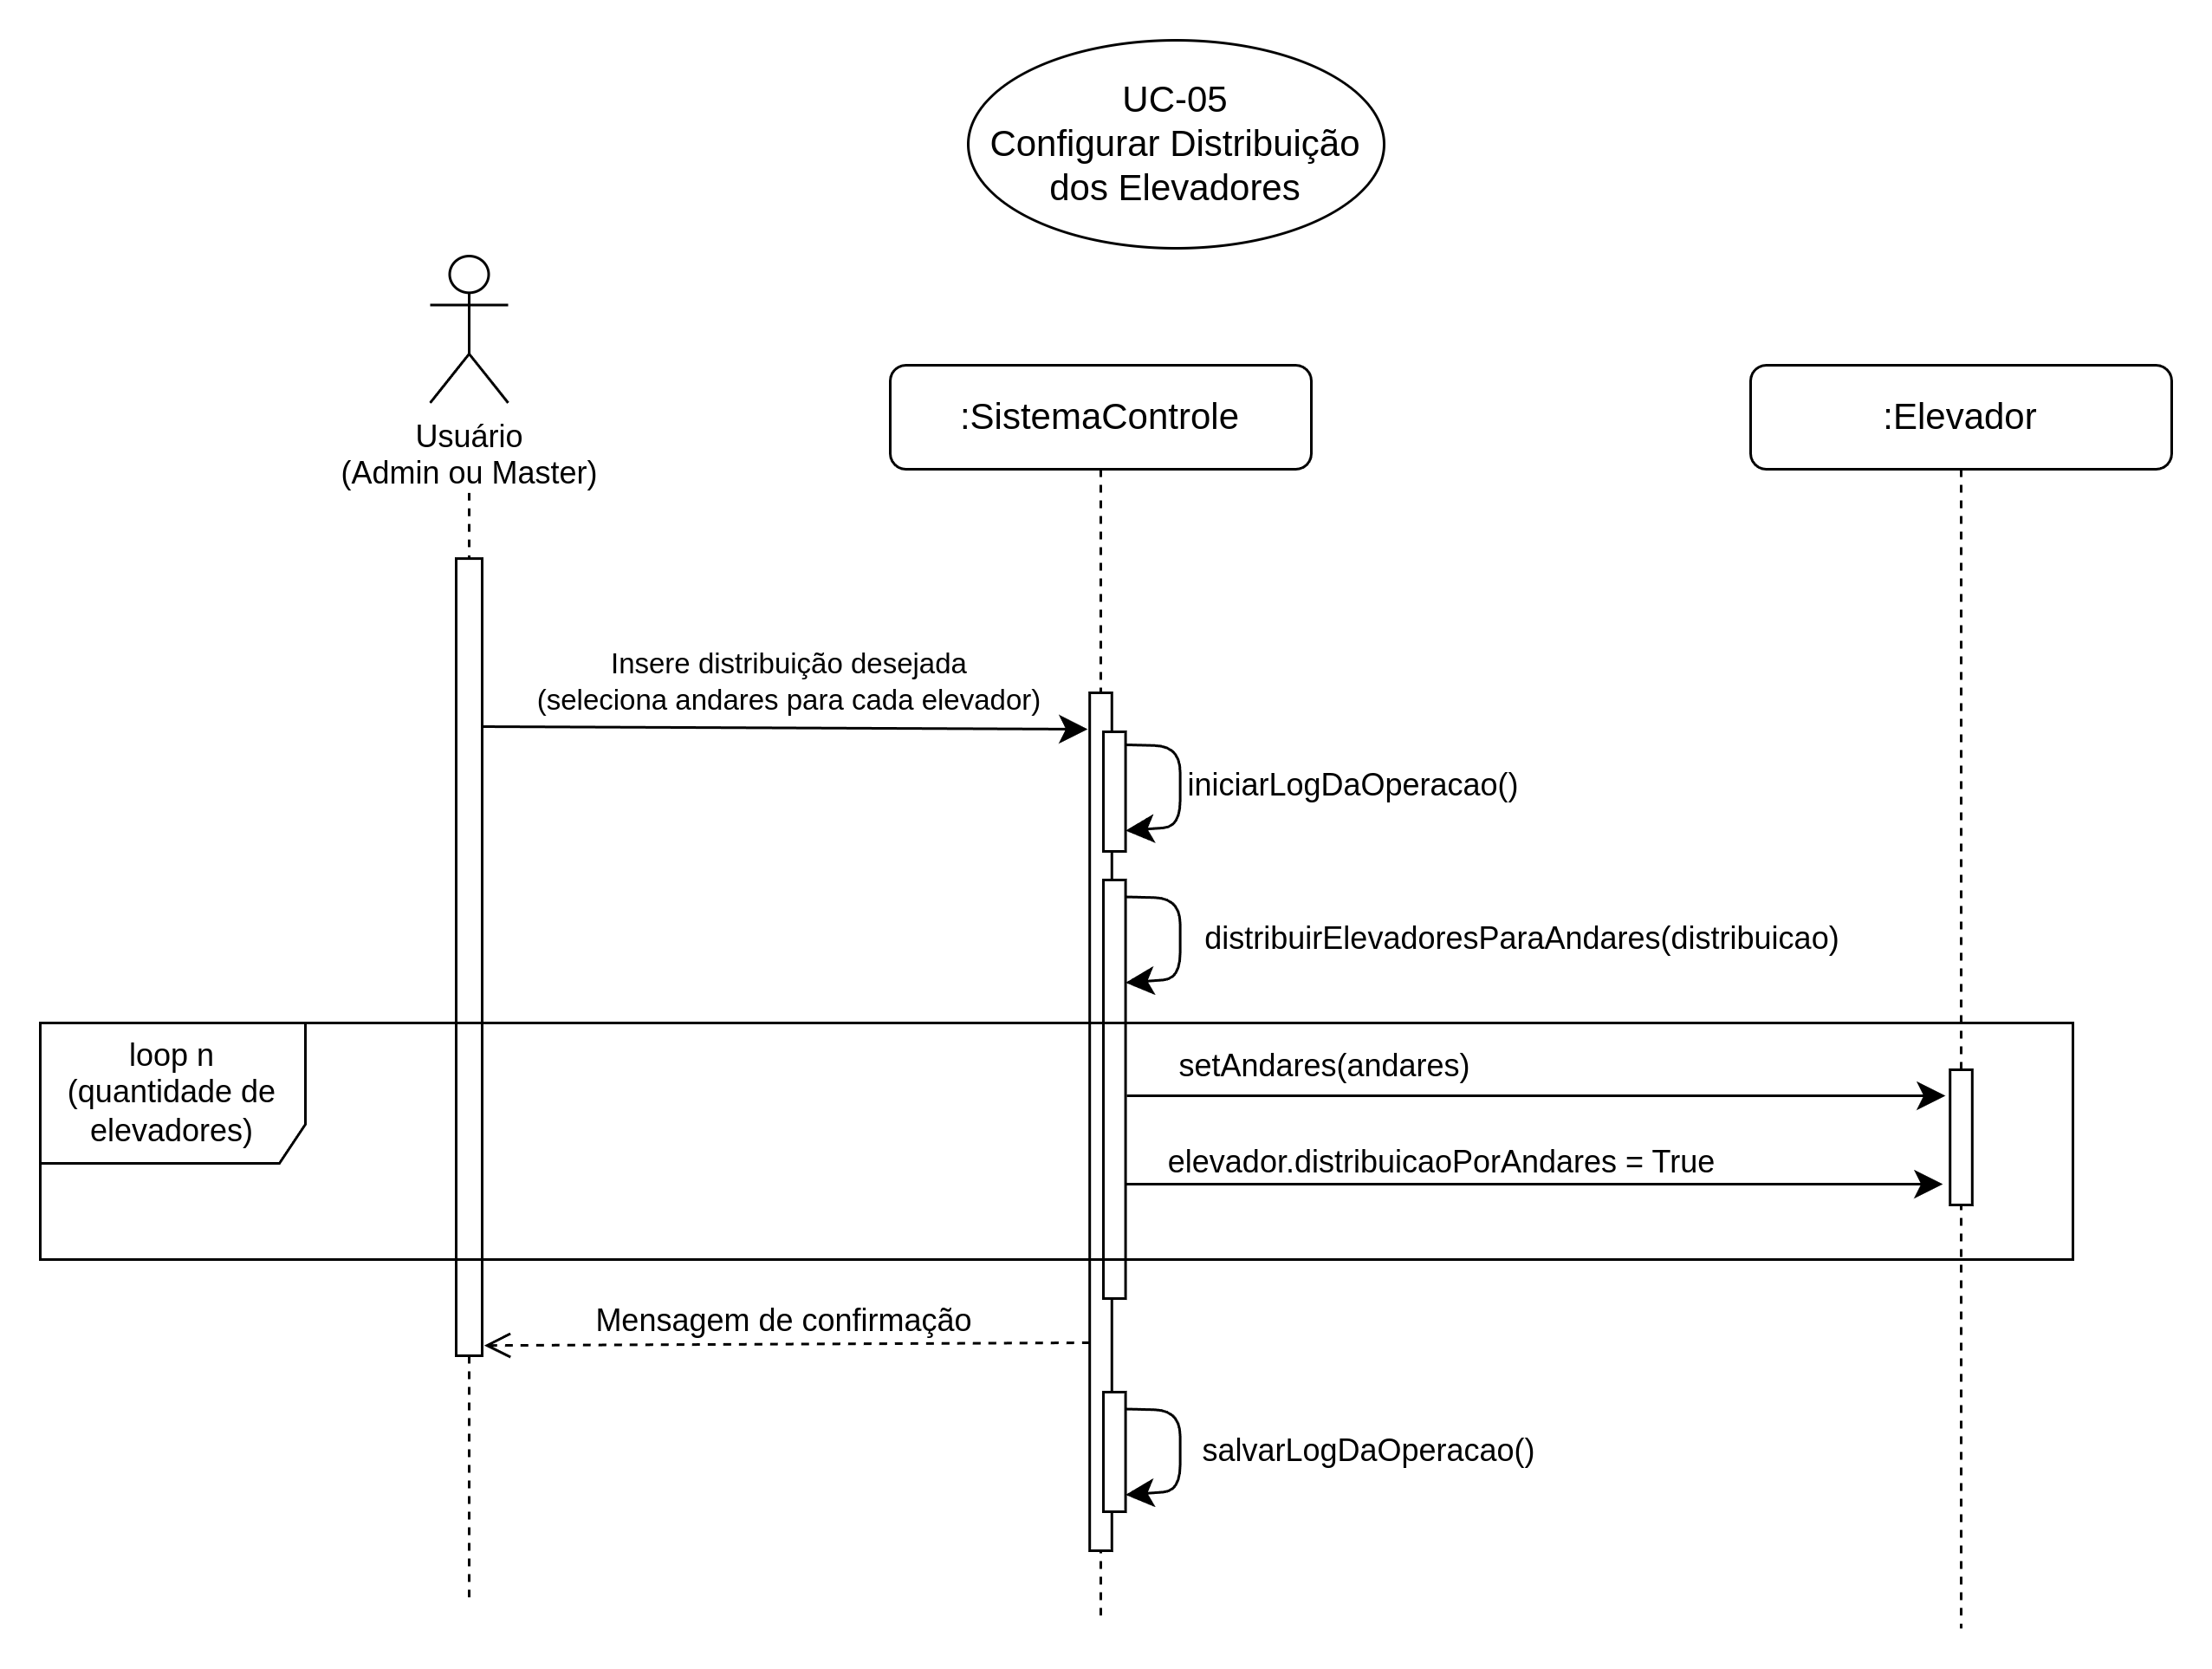 UC-05
Configurar Distribuição
dos Elevadores
Usuário
(Admin ou Master)
:SistemaControle
:Elevador
Insere distribuição desejada
(seleciona andares para cada elevador)
iniciarLogDaOperacao()
distribuirElevadoresParaAndares(distribuicao)
loop n
(quantidade de
elevadores)
setAndares(andares)
elevador.distribuicaoPorAndares = True
Mensagem de confirmação
salvarLogDaOperacao()